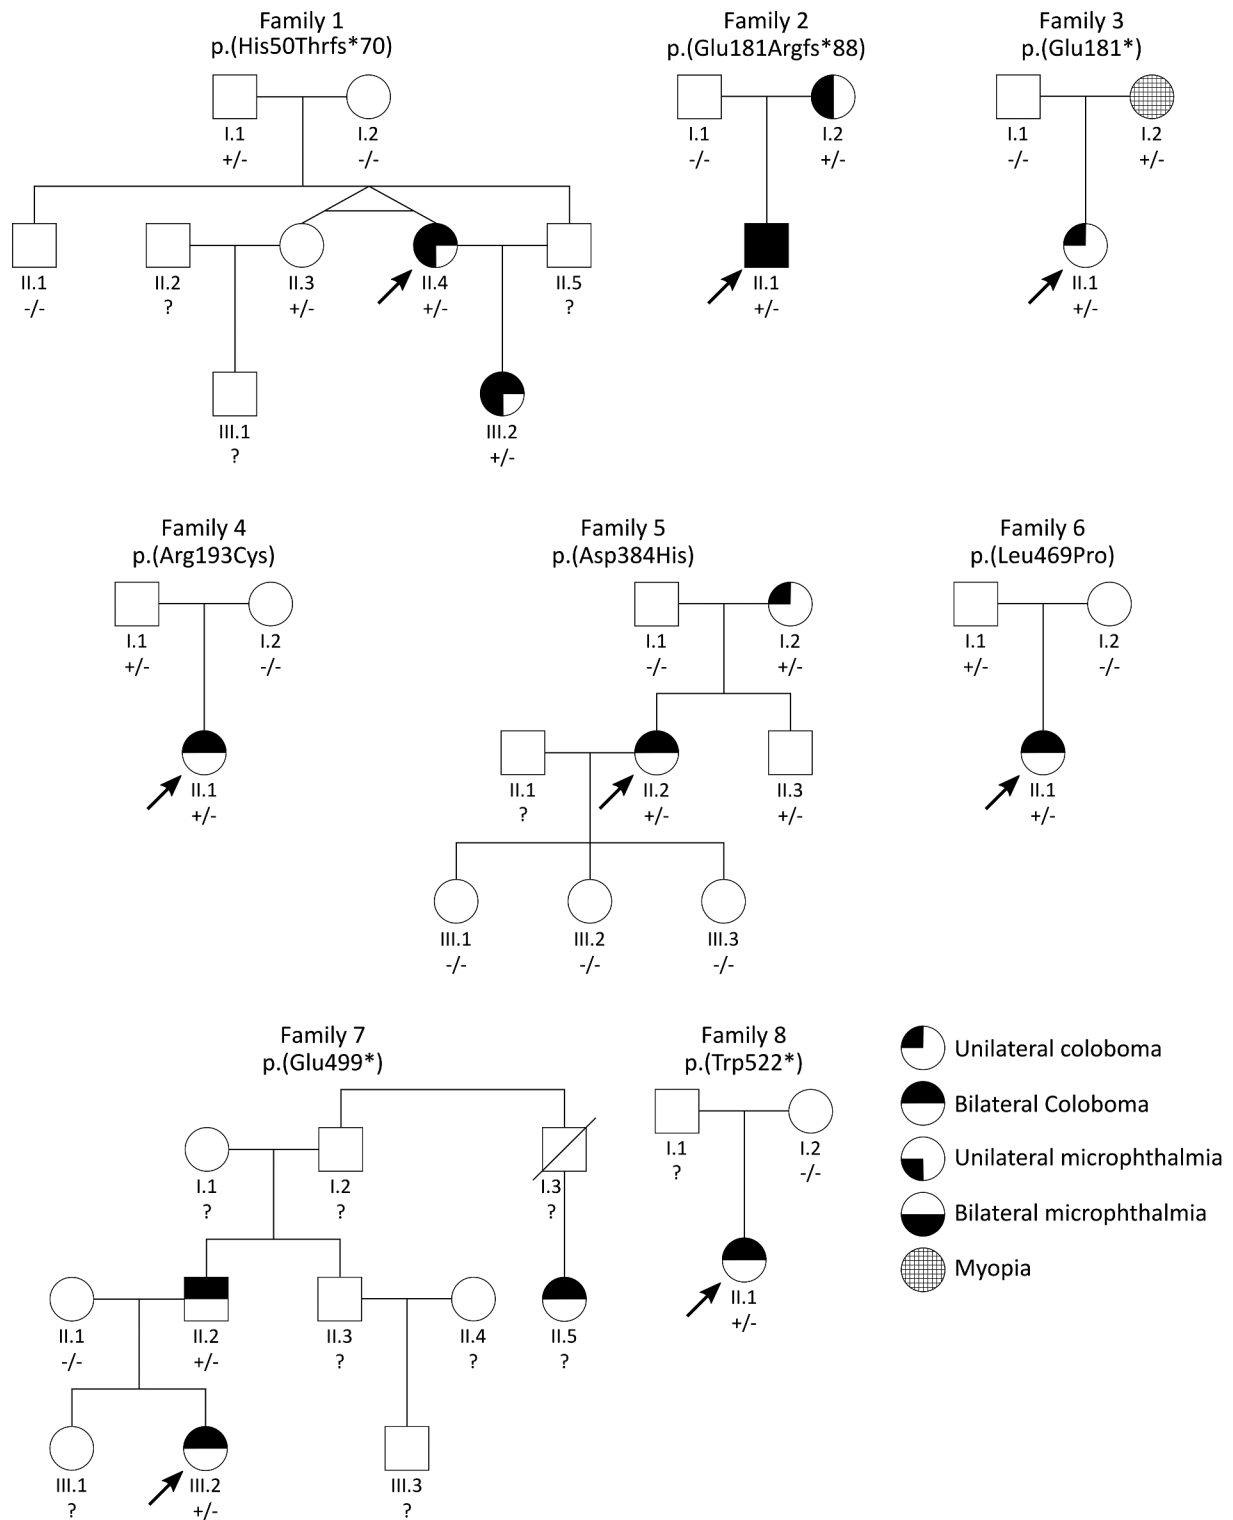 Family 1
p.(His50Thrfs*70)
I.1
+/-
I.2
-/-
II.1
-/-
II.2
?
II.3
+/-
II.4
+/-
II.5
?
III.1
?
III.2
+/-
Family 2
p.(Glu181Argfs*88)
I.1
-/-
I.2
+/-
II.1
+/-
Family 3
p.(Glu181*)
I.1
-/-
I.2
+/-
II.1
+/-
Family 4
p.(Arg193Cys)
I.1
+/-
I.2
-/-
II.1
+/-
Family 5
p.(Asp384His)
I.1
-/-
I.2
+/-
II.1
?
II.2
+/-
II.3
+/-
III.1
-/-
III.2
-/-
III.3
-/-
Family 6
p.(Leu469Pro)
I.1
+/-
I.2
-/-
II.1
+/-
Family 7
p.(Glu499*)
I.1
?
I.2
?
I.3
?
II.1
-/-
II.2
+/-
II.3
?
II.4
?
II.5
?
III.1
?
III.2
+/-
III.3
?
Family 8
p.(Trp522*)
I.1
?
I.2
-/-
II.1
+/-
Unilateral coloboma
Bilateral Coloboma
Unilateral microphthalmia
Bilateral microphthalmia
Myopia